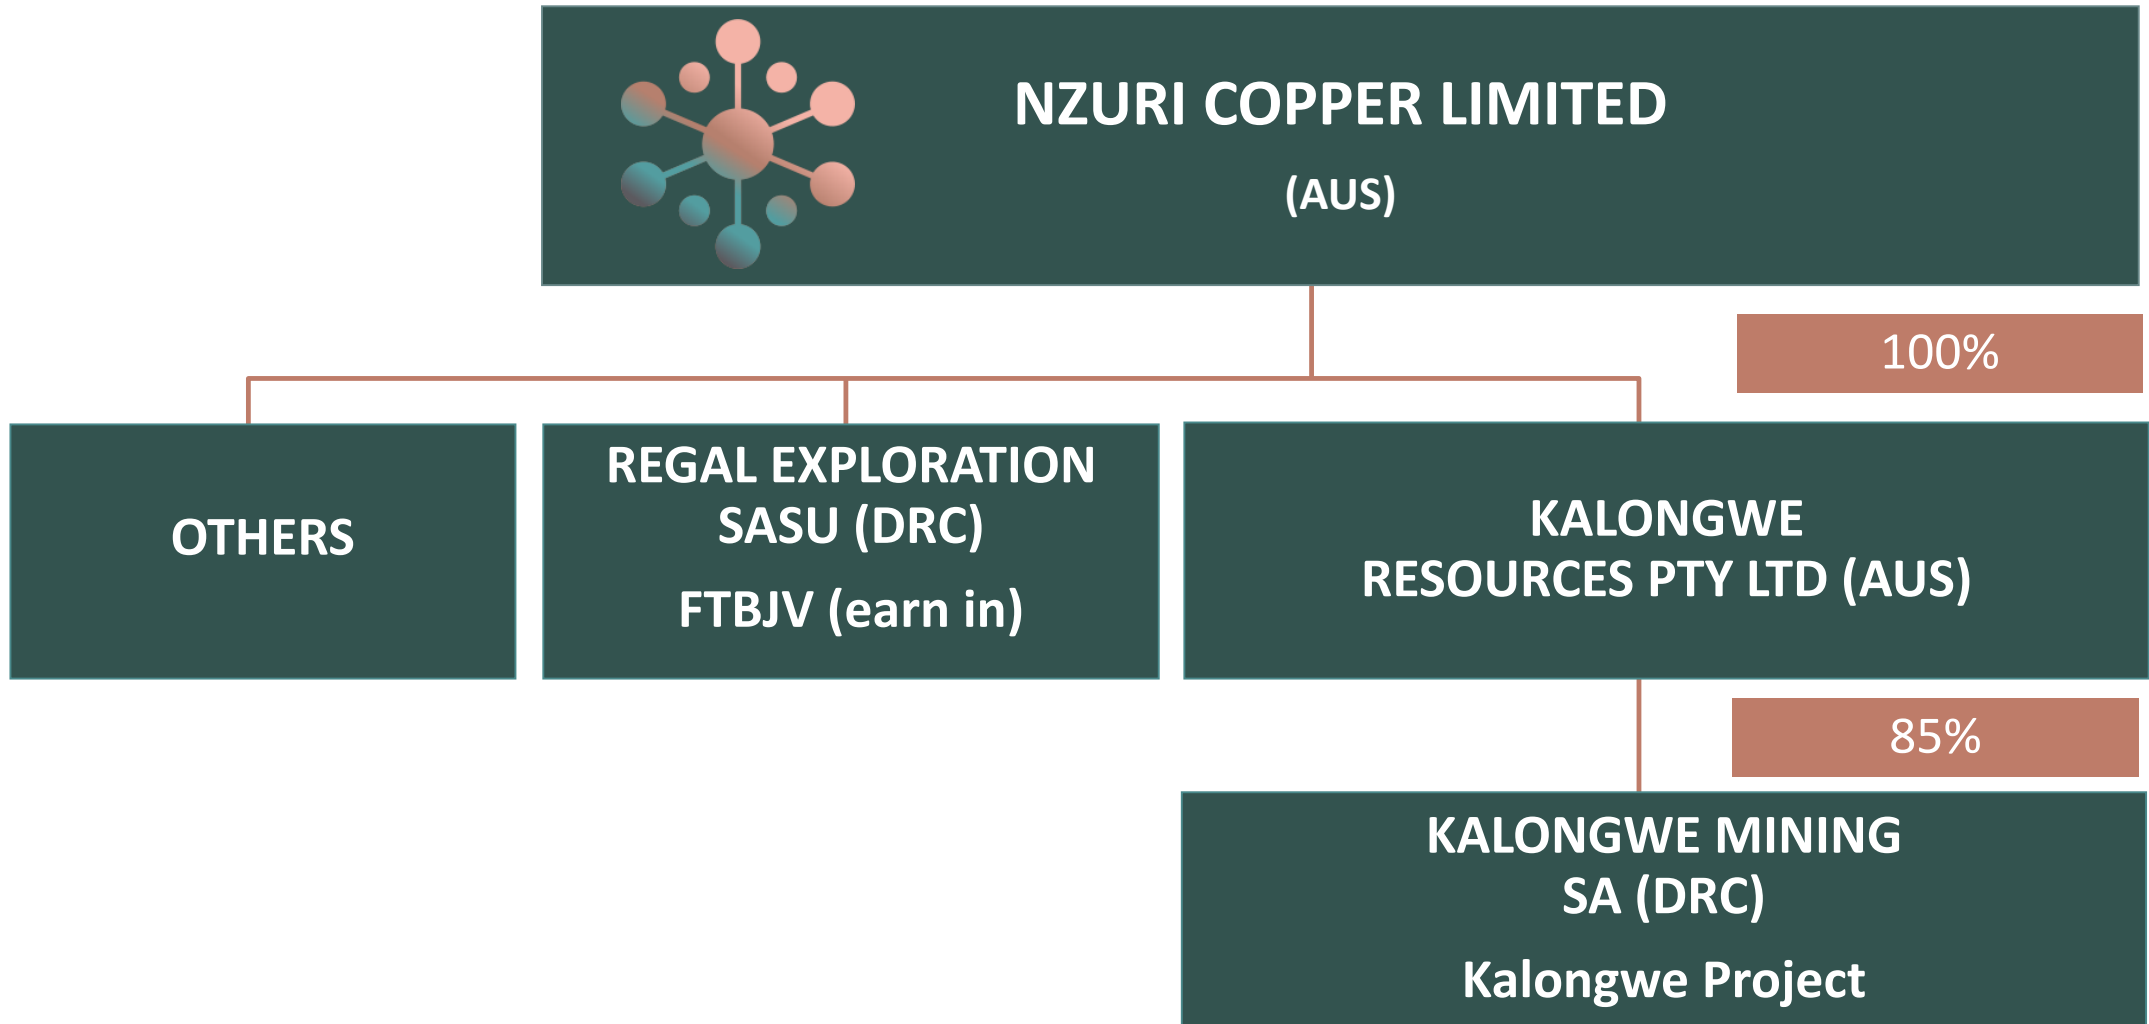 NZURI COPPER LIMITED
(AUS)
100%
OTHERS
REGAL EXPLORATION
SASU (DRC)
FTBJV (earn in)
KALONGWE
RESOURCES PTY LTD (AUS)
85%
KALONGWE MINING
SA (DRC)
Kalongwe Project